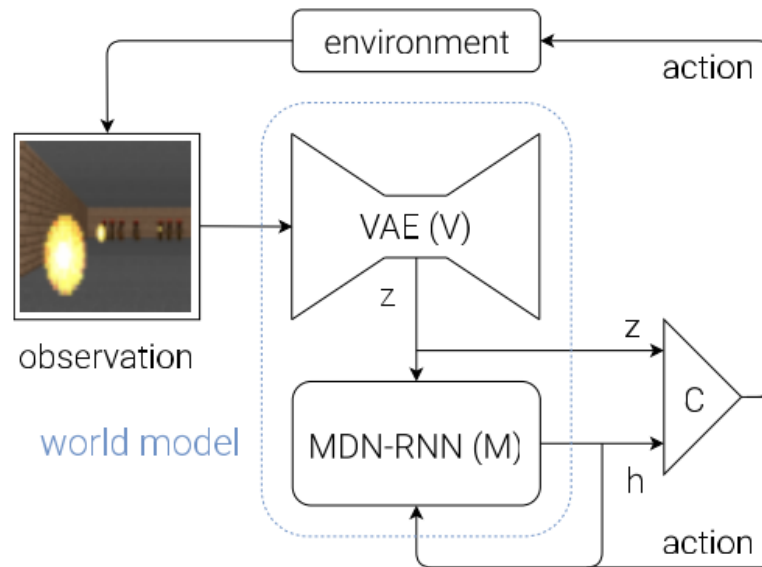 environment
action
VAE (V)
z
observation
z
C
world model
MDN-RNN (M)
h
action